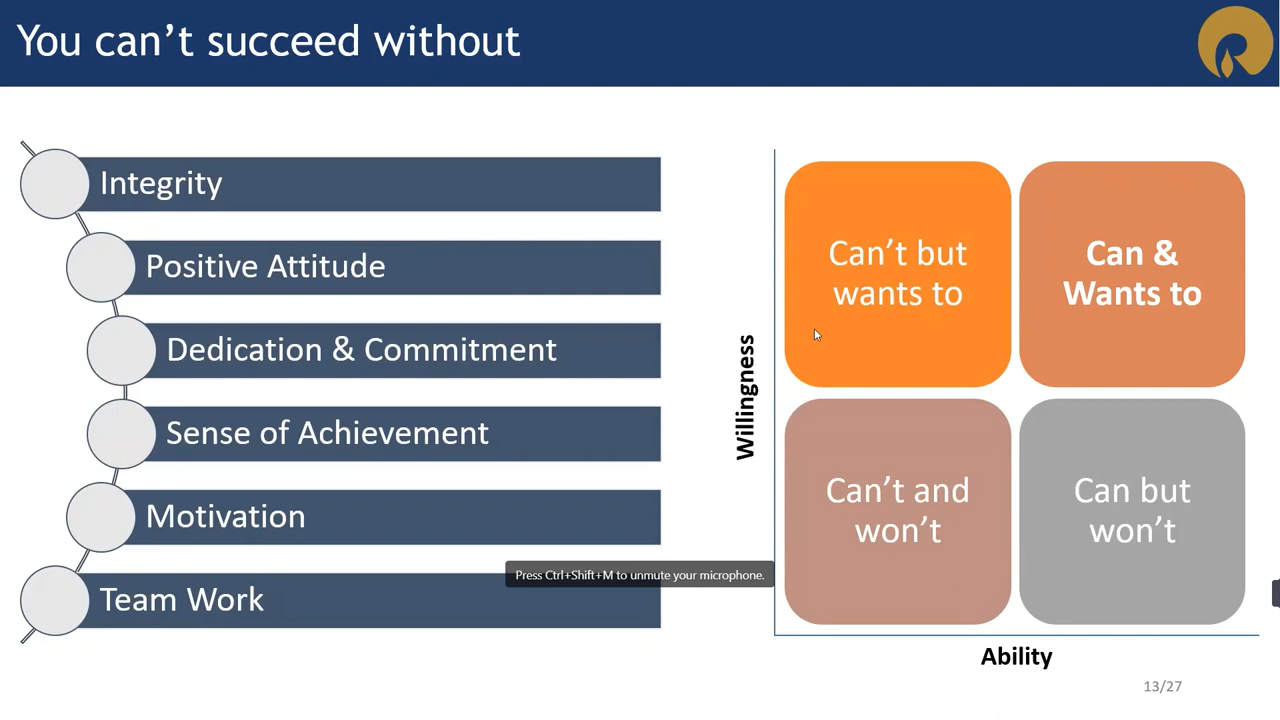 You can’t succeed without
Integrity
Positive Attitude
Dedication & Commitment
Sense of Achievement
Motivation
Team Work
Press Ctrl+Shift+M to unmute your microphone.
Willingness
Can’t but
wants to
Can &
Wants to
Can’t and
won’t
Can but
won’t
Ability
13/27